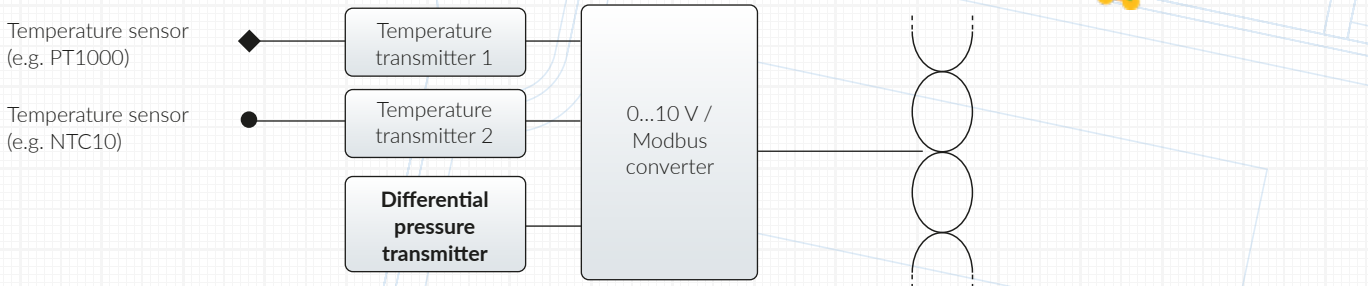 Temperature sensor
(e.g. PT1000)
Temperature
transmitter 1
Temperature sensor
(e.g. NTC10)
Temperature
transmitter 2
Differential
pressure
transmitter
0...10 V /
Modbus
converter